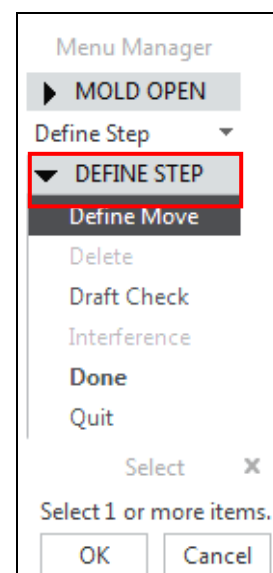 Menu Manager
MOLD OPEN
Define Step
DEFINE STEP
Define Move
Delete
Draft Check
Interference
Done
Quit
Select
Select 1 or more items.
OK Cancel